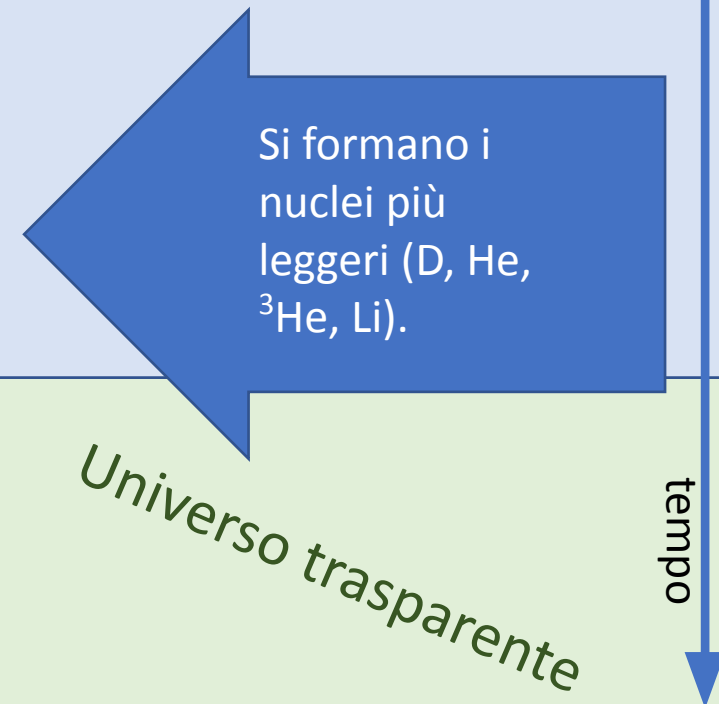 Si formano i
nuclei più
leggeri (D, He,
³He, Li).
Universo trasparente
tempo